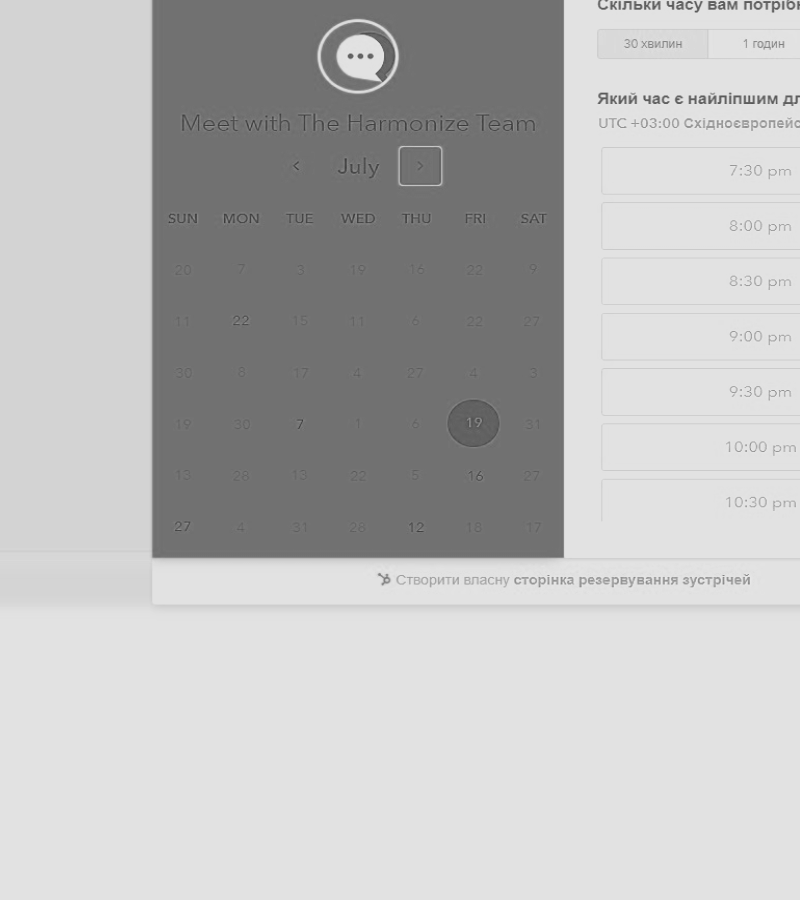 Meet with The Harmonize Team
July
SUN MON TUE WED THU FRI SAT
20 7 3 19 16 22 9
11 22 15 11 6 22 27
30 8 17 4 27 4 3
19 30 7 1 6 19 31
13 28 13 22 5 16 27
27 4 31 28 12 18 17
Скільки часу вам потрібн
30 хвилин 1 годин
Який час є найліпшим дл
UTC +03:00 Східноєвропейс
7:30 pm
8:00 pm
8:30 pm
9:00 pm
9:30 pm
10:00 pm
10:30 pm
Створити власну сторінка резервування зустрічей